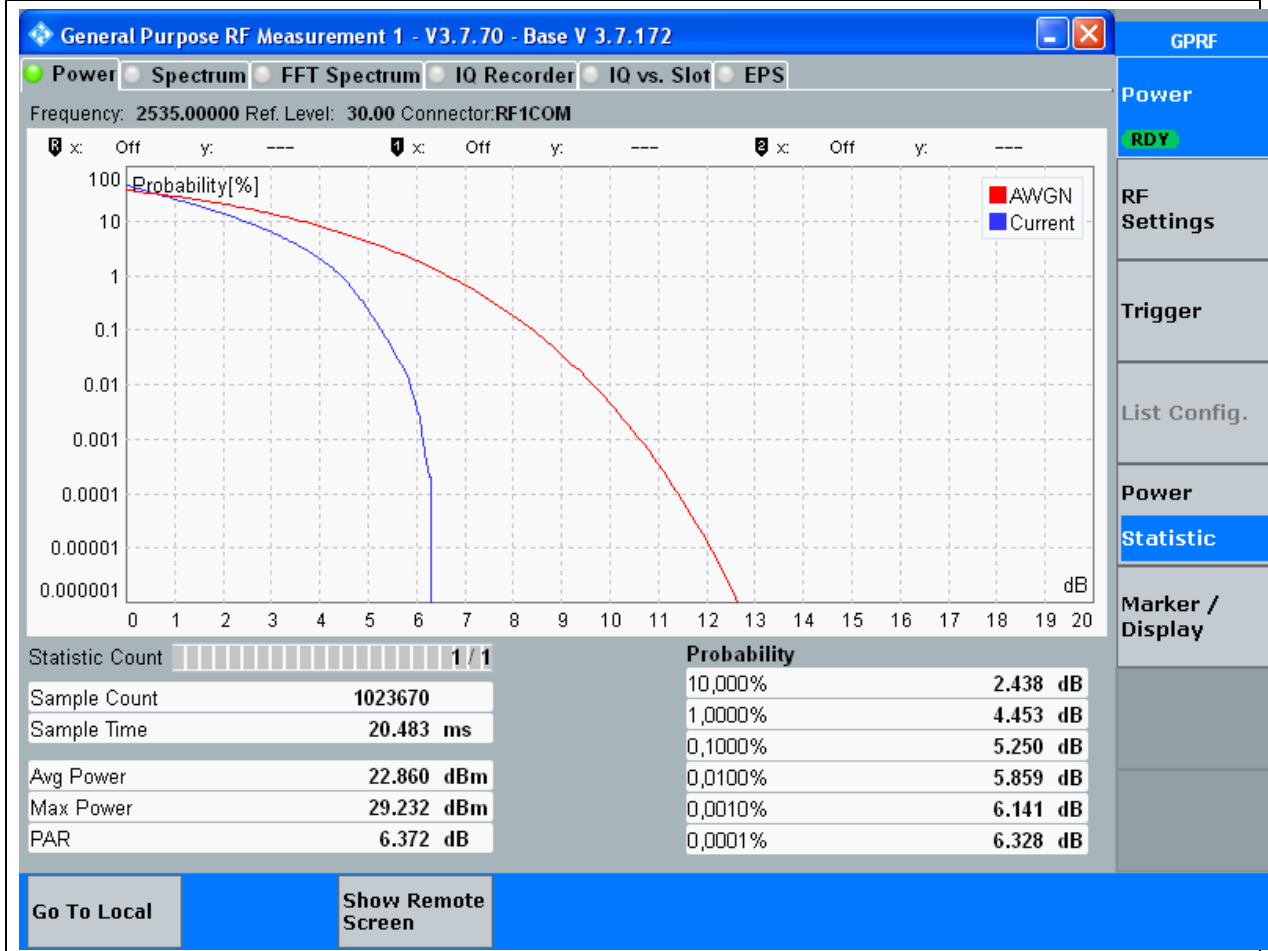 General Purpose RF Measurement 1 - V3.7.70 - Base V 3.7.172
GPRF
Power Spectrum FFT Spectrum IQ Recorder IQ vs. Slot EPS
Frequency: 2535.00000 Ref. Level: 30.00 Connector:RF1COM
R x: Off y: --- 1 x: Off y: --- 2 x: Off y: ---
Probability[%]
AWGN
Current
100
10
1
0.1
0.01
0.001
0.0001
0.00001
0.000001
dB
0 1 2 3 4 5 6 7 8 9 10 11 12 13 14 15 16 17 18 19 20
Statistic Count 1 / 1
Sample Count 1023670
Sample Time 20.483 ms
Avg Power 22.860 dBm
Max Power 29.232 dBm
PAR 6.372 dB
Probability
10,000% 2.438 dB
1,0000% 4.453 dB
0,1000% 5.250 dB
0,0100% 5.859 dB
0,0010% 6.141 dB
0,0001% 6.328 dB
Power
RDY
RF
Settings
Trigger
List Config.
Power
Statistic
Marker /
Display
Go To Local
Show Remote
Screen